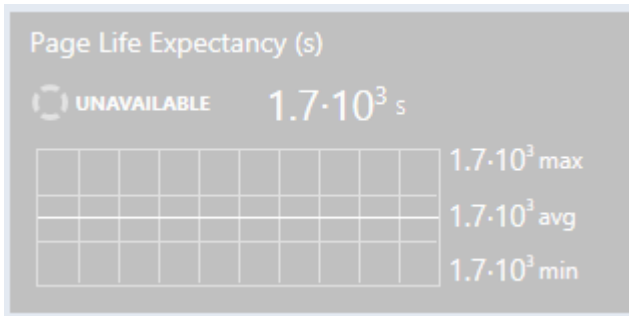 Page Life Expectancy (s)
UNAVAILABLE 1.7·10³ s
1.7·10³ max
1.7·10³ avg
1.7·10³ min